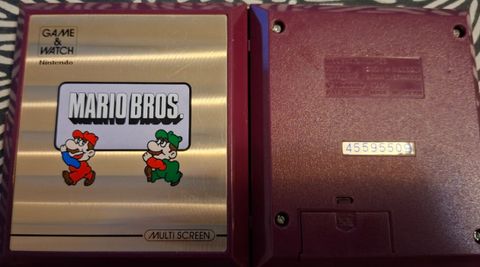 GAME
&
WATCH
Nintendo
MARIO BROS.
MULTI SCREEN
45595509